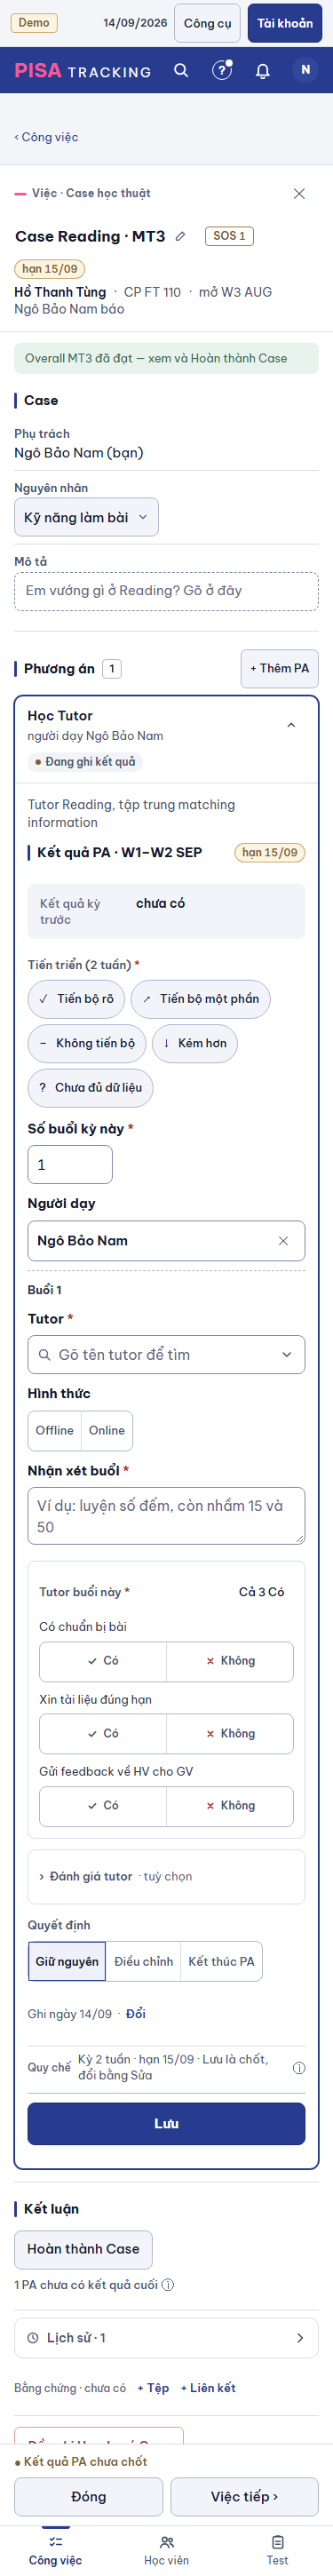 Demo
14/09/2026
Công cụ
Tài khoản
PISA TRACKING
?
N
‹ Công việc
Việc · Case học thuật
Case Reading · MT3
SOS 1
hạn 15/09
Hồ Thanh Tùng · CP FT 110 · mở W3 AUG
Ngô Bảo Nam báo
Overall MT3 đã đạt — xem và Hoàn thành Case
Case
Phụ trách
Ngô Bảo Nam (bạn)
Nguyên nhân
Kỹ năng làm bài
Mô tả
Em vướng gì ở Reading? Gõ ở đây
Phương án 1
+ Thêm PA
Học Tutor
người dạy Ngô Bảo Nam
Đang ghi kết quả
Tutor Reading, tập trung matching
information
Kết quả PA · W1–W2 SEP
hạn 15/09
Kết quả kỳ
trước
chưa có
Tiến triển (2 tuần) *
✓ Tiến bộ rõ
→ Tiến bộ một phần
– Không tiến bộ
↓ Kém hơn
? Chưa đủ dữ liệu
Số buổi kỳ này *
1
Người dạy
Ngô Bảo Nam
Buổi 1
Tutor *
Gõ tên tutor để tìm
Hình thức
Offline Online
Nhận xét buổi *
Ví dụ: luyện số đếm, còn nhầm 15 và
50
Tutor buổi này *
Cả 3 Có
Có chuẩn bị bài
Có Không
Xin tài liệu đúng hạn
Có Không
Gửi feedback về HV cho GV
Có Không
› Đánh giá tutor · tuỳ chọn
Quyết định
Giữ nguyên Điều chỉnh Kết thúc PA
Ghi ngày 14/09 · Đổi
Quy chế
Kỳ 2 tuần · hạn 15/09 · Lưu là chốt,
đổi bằng Sửa
Lưu
Kết luận
Hoàn thành Case
1 PA chưa có kết quả cuối
Lịch sử · 1
Bằng chứng · chưa có + Tệp + Liên kết
Kết quả PA chưa chốt
Đóng
Việc tiếp ›
Công việc
Học viên
Test